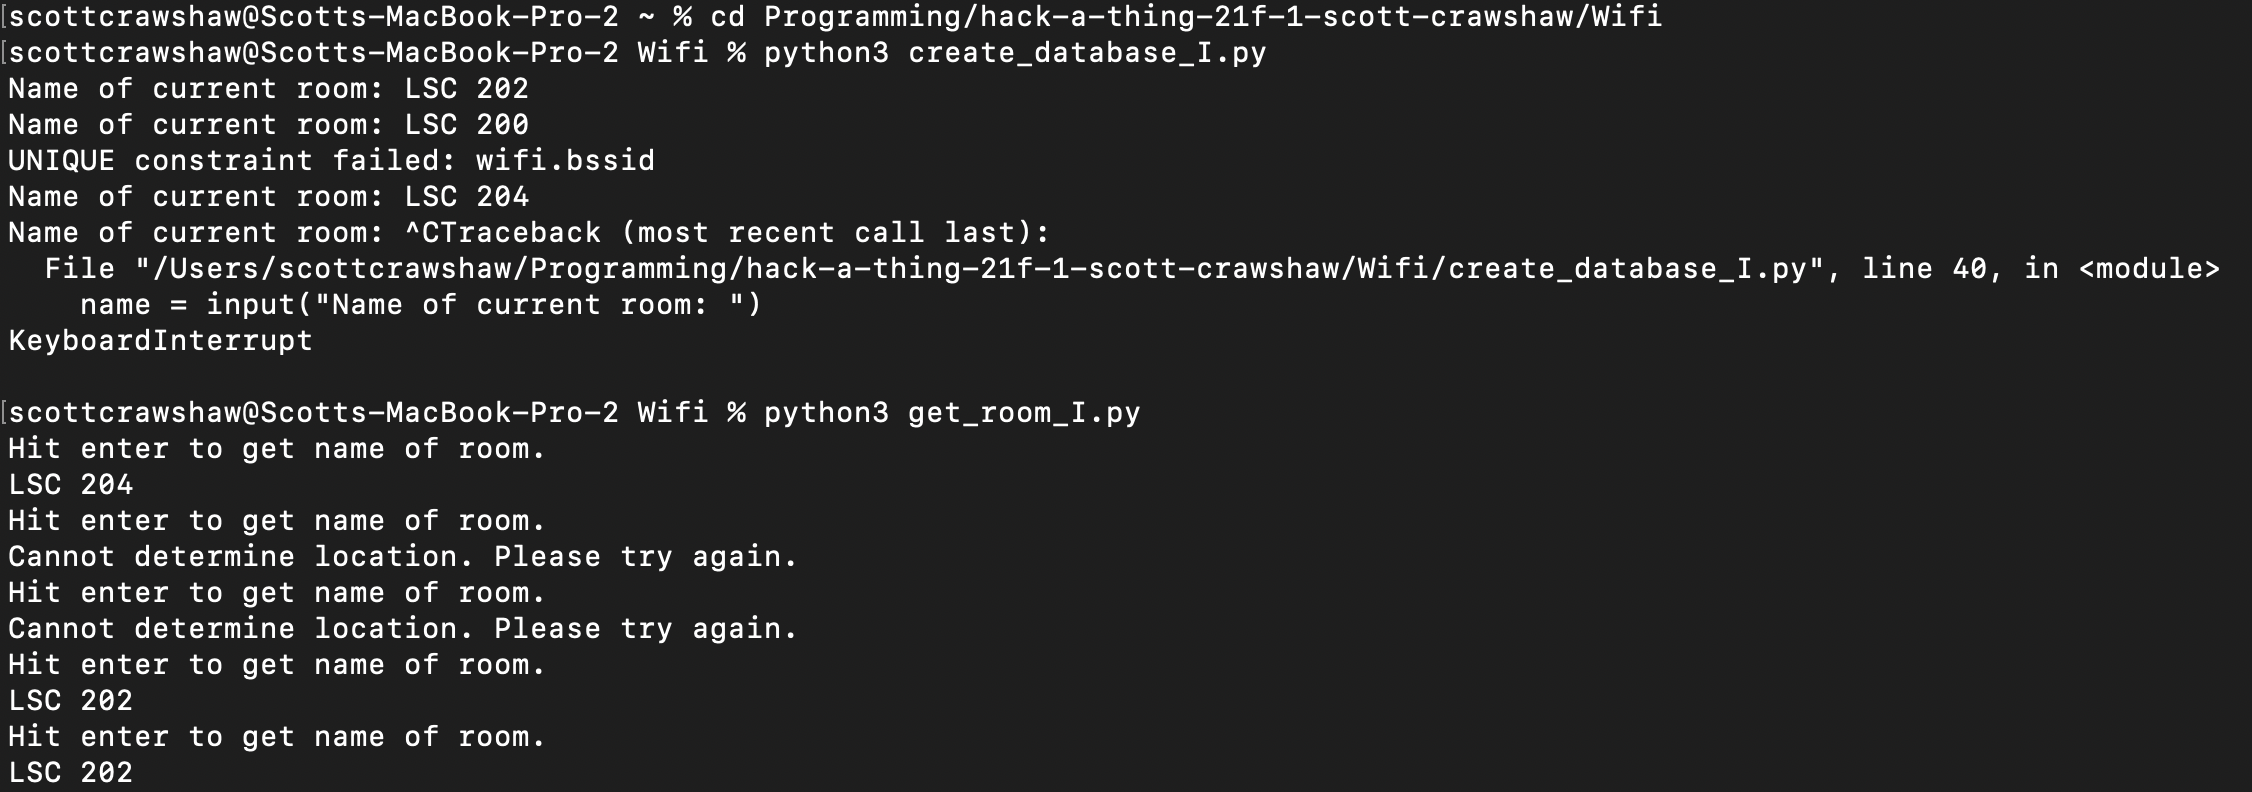 scottcrawshaw@Scotts-MacBook-Pro-2 ~ % cd Programming/hack-a-thing-21f-1-scott-crawshaw/Wifi
scottcrawshaw@Scotts-MacBook-Pro-2 Wifi % python3 create_database_I.py
Name of current room: LSC 202
Name of current room: LSC 200
UNIQUE constraint failed: wifi.bssid
Name of current room: LSC 204
Name of current room: ^CTraceback (most recent call last):
  File "/Users/scottcrawshaw/Programming/hack-a-thing-21f-1-scott-crawshaw/Wifi/create_database_I.py", line 40, in <module>
    name = input("Name of current room: ")
KeyboardInterrupt

scottcrawshaw@Scotts-MacBook-Pro-2 Wifi % python3 get_room_I.py
Hit enter to get name of room.
LSC 204
Hit enter to get name of room.
Cannot determine location. Please try again.
Hit enter to get name of room.
Cannot determine location. Please try again.
Hit enter to get name of room.
LSC 202
Hit enter to get name of room.
LSC 202